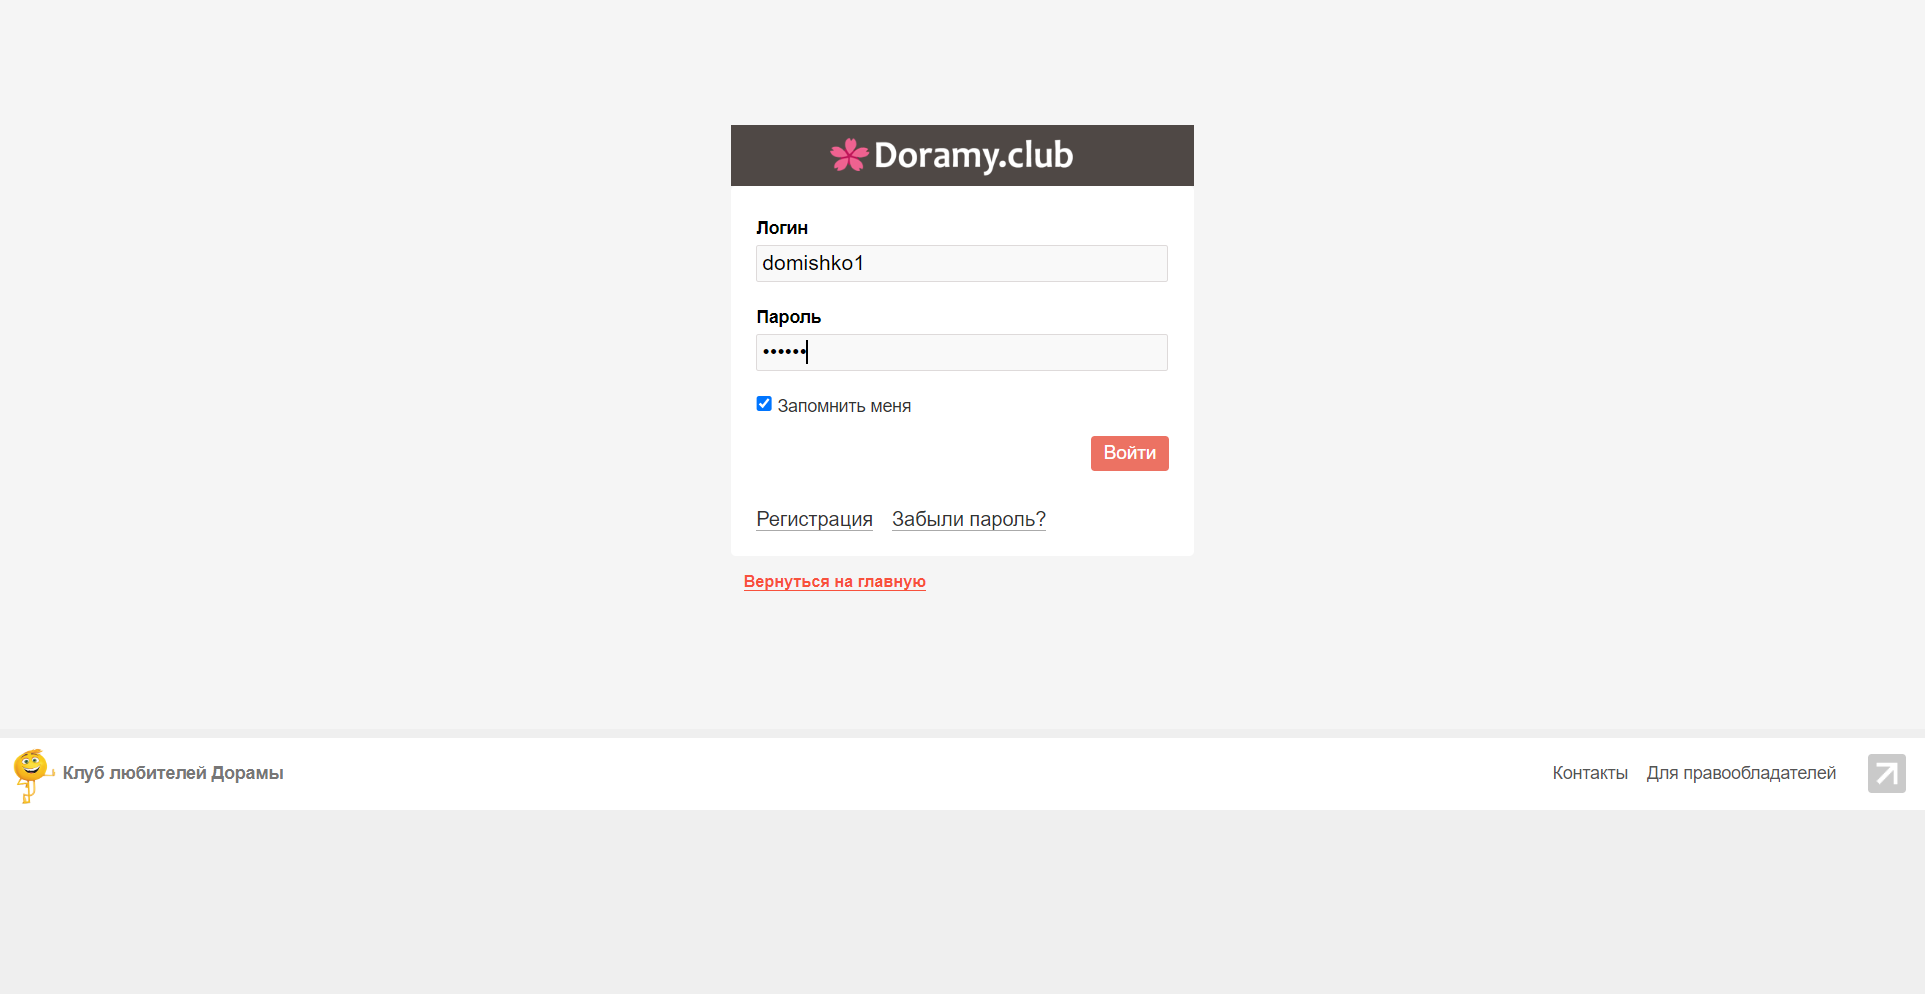 Doramy.club
Логин
domishko1
Пароль
••••••
Запомнить меня
Войти
Регистрация Забыли пароль?
Вернуться на главную
Клуб любителей Дорамы Контакты Для правообладателей